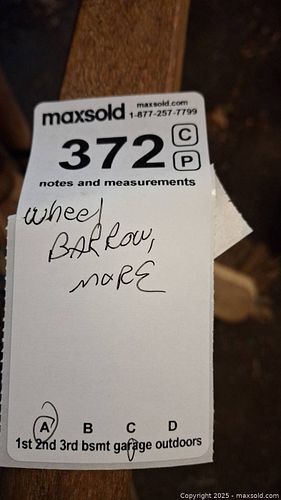 maxsold maxsold.com
1-877-257-7799
372 C
P
notes and measurements
wheel
BARROW,
MORE
A B C D
1st 2nd 3rd bsmt garage outdoors
Copyright © 2025 - maxsold.com